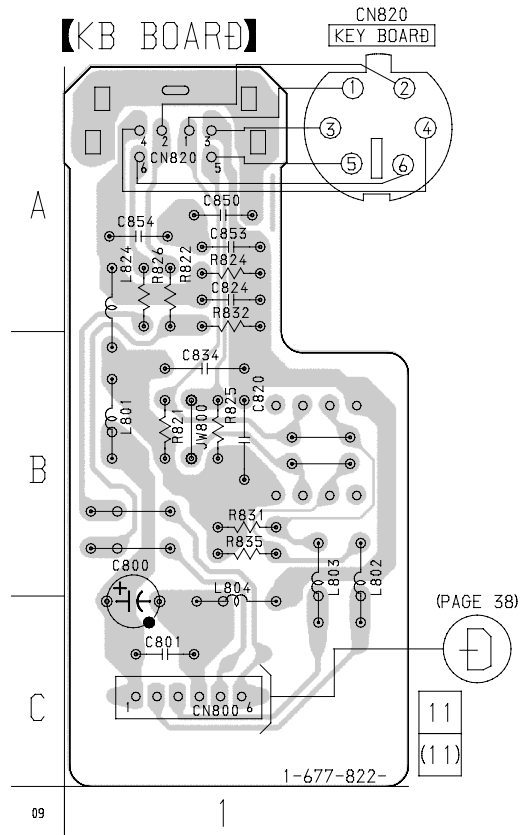 【KB BOARD】
CN820
KEY BOARD
1
2
3
4
5
6
4
2
1
3
6
CN820
5
A
C850
C854
C853
L824
R826
R822
R824
C824
R832
C834
L801
R821
JW800
R825
C820
B
R831
R835
C800
L804
L803
L802
(PAGE 38)
D
C801
C
1
CN800
6
11
(11)
1-677-822-
09
1